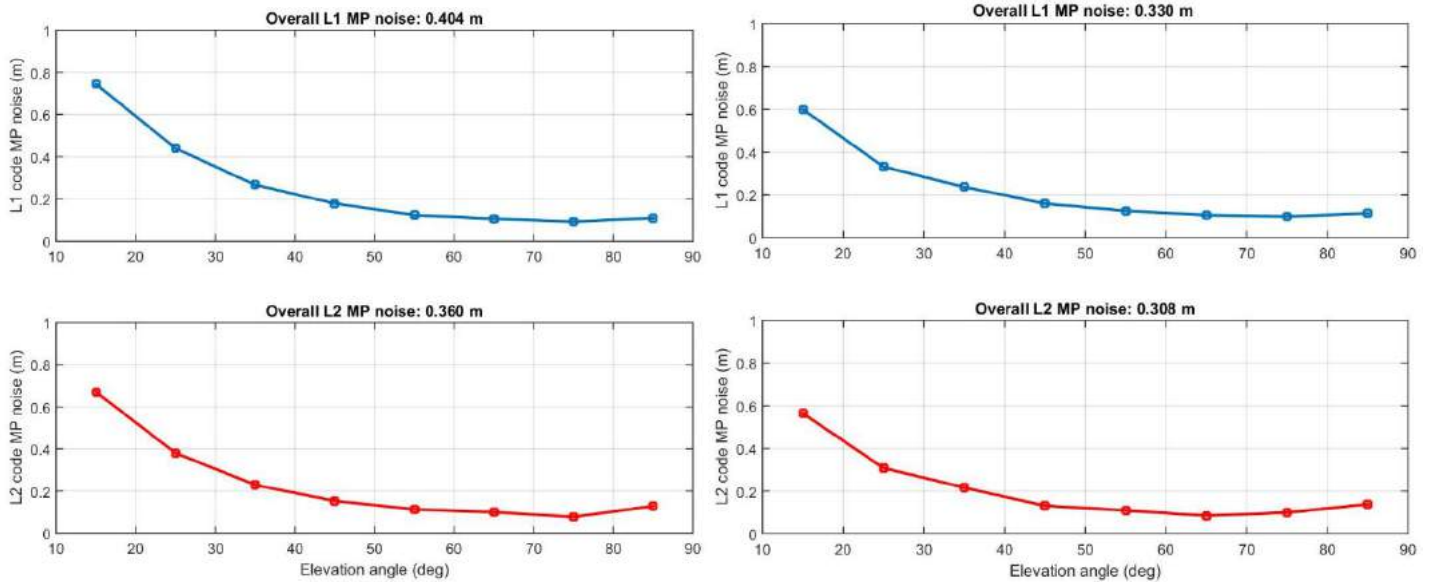 Overall L1 MP noise: 0.404 m
L1 code MP noise (m)
1
0.8
0.6
0.4
0.2
0
10 20 30 40 50 60 70 80 90
Overall L1 MP noise: 0.330 m
L1 code MP noise (m)
1
0.8
0.6
0.4
0.2
0
10 20 30 40 50 60 70 80 90
Overall L2 MP noise: 0.360 m
L2 code MP noise (m)
1
0.8
0.6
0.4
0.2
0
10 20 30 40 50 60 70 80 90
Elevation angle (deg)
Overall L2 MP noise: 0.308 m
L2 code MP noise (m)
1
0.8
0.6
0.4
0.2
0
10 20 30 40 50 60 70 80 90
Elevation angle (deg)